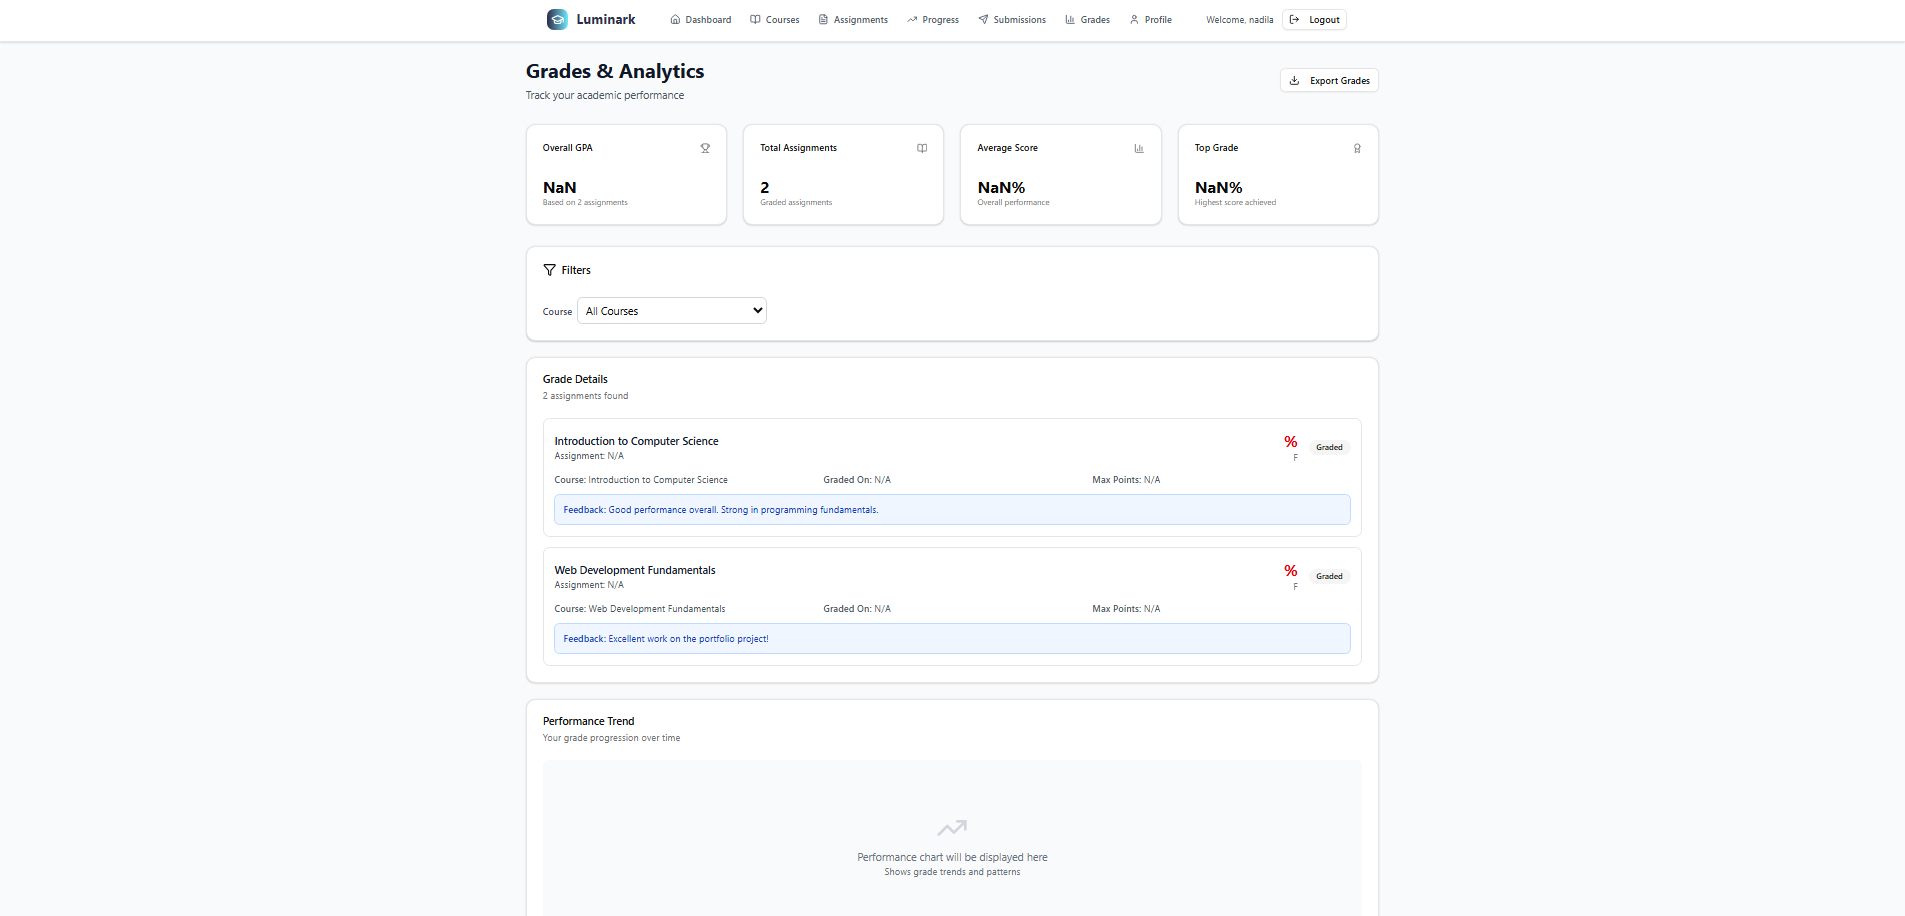 Luminark
Dashboard
Courses
Assignments
Progress
Submissions
Grades
Profile
Welcome, nadila
Logout
Grades & Analytics
Track your academic performance
Export Grades
Overall GPA
NaN
Based on 2 assignments
Total Assignments
2
Graded assignments
Average Score
NaN%
Overall performance
Top Grade
NaN%
Highest score achieved
Filters
Course
All Courses
Grade Details
2 assignments found
Introduction to Computer Science
Assignment: N/A
%
F
Graded
Course: Introduction to Computer Science
Graded On: N/A
Max Points: N/A
Feedback: Good performance overall. Strong in programming fundamentals.
Web Development Fundamentals
Assignment: N/A
%
F
Graded
Course: Web Development Fundamentals
Graded On: N/A
Max Points: N/A
Feedback: Excellent work on the portfolio project!
Performance Trend
Your grade progression over time
Performance chart will be displayed here
Shows grade trends and patterns